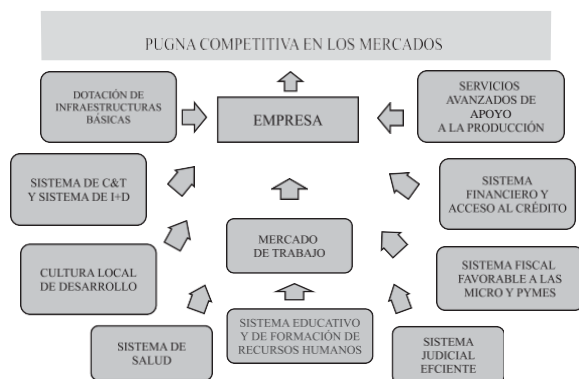 PUGNA COMPETITIVA EN LOS MERCADOS
DOTACIÓN DE
INFRAESTRUCTURAS
BÁSICAS
EMPRESA
SERVICIOS
AVANZADOS DE
APOYO
A LA PRODUCCIÓN
SISTEMA DE C&T
Y SISTEMA DE I+D
SISTEMA
FINANCIERO Y
ACCESO AL CRÉDITO
MERCADO
DE TRABAJO
CULTURA LOCAL
DE DESARROLLO
SISTEMA FISCAL
FAVORABLE A LAS
MICRO Y PYMES
SISTEMA DE
SALUD
SISTEMA EDUCATIVO
Y DE FORMACIÓN DE
RECURSOS HUMANOS
SISTEMA
JUDICIAL
EFCIENTE